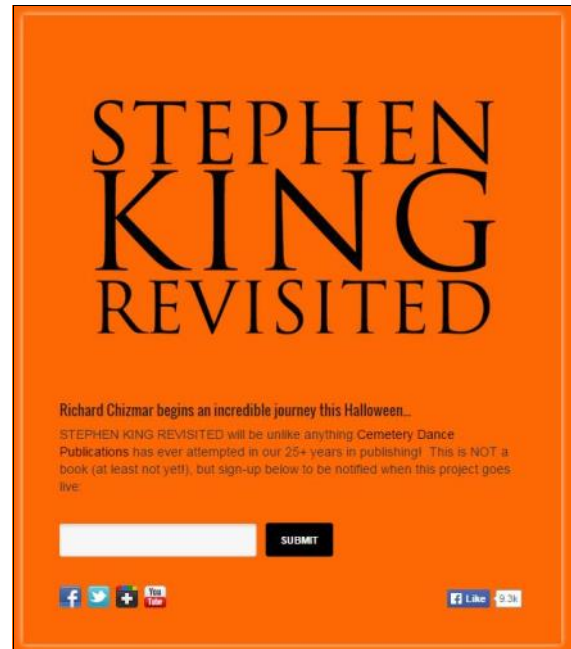 STEPHEN
KING
REVISITED
Richard Chizmar begins an incredible journey this Halloween...
STEPHEN KING REVISITED will be unlike anything Cemetery Dance
Publications has ever attempted in our 25+ years in publishing! This is NOT a
book (at least not yet!), but sign-up below to be notified when this project goes
live:
SUBMIT
You
Tube
Like 9.3k